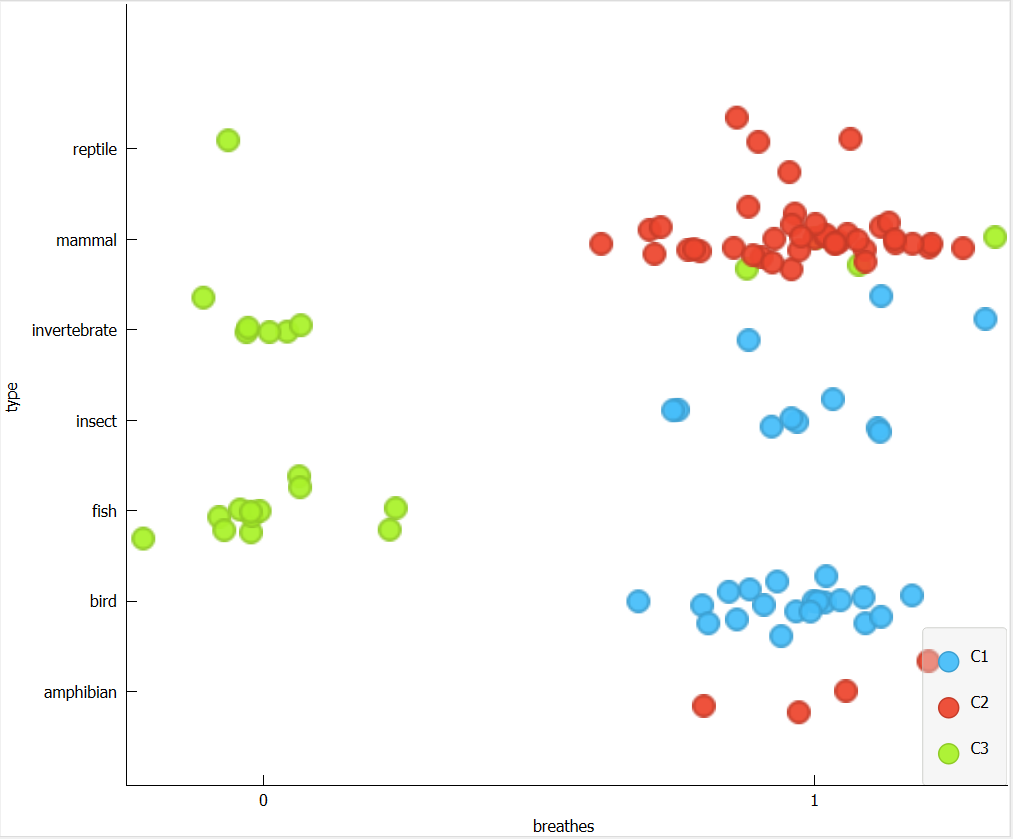 reptile
mammal
invertebrate
insect
fish
bird
amphibian
type
0
1
breathes
C1
C2
C3